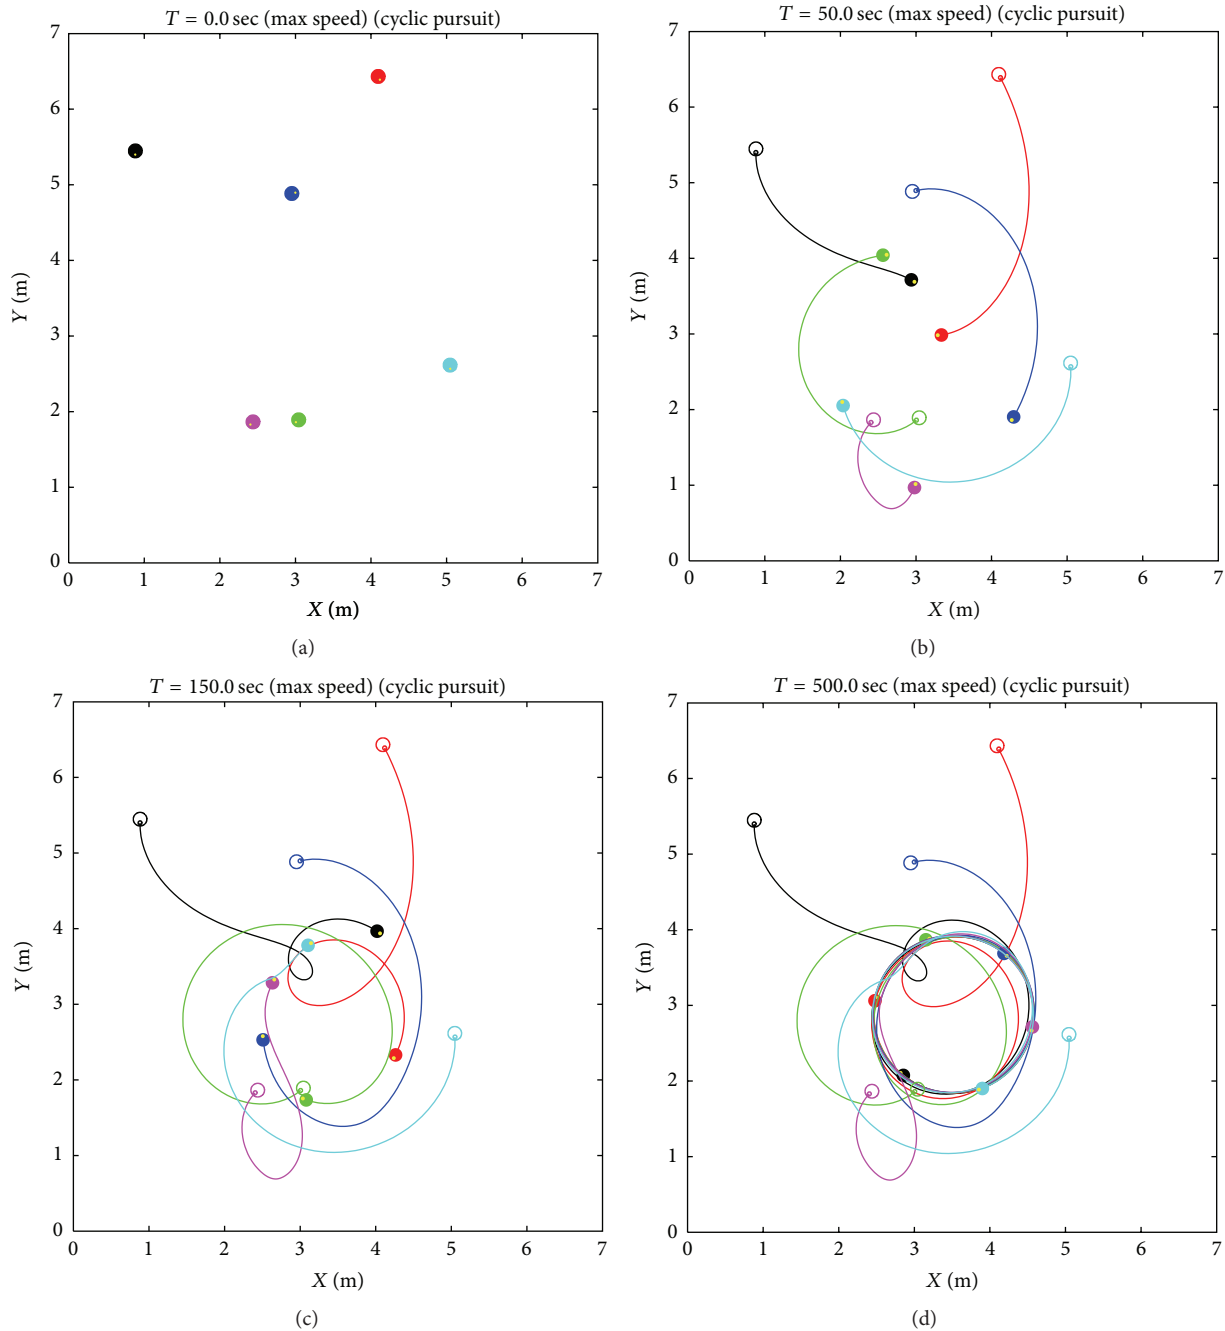 T = 0.0 sec (max speed) (cyclic pursuit)
7
6
5
4
3
2
1
0
Y (m)
0 1 2 3 4 5 6 7
X (m)
(a)
T = 50.0 sec (max speed) (cyclic pursuit)
7
6
5
4
3
2
1
0
Y (m)
0 1 2 3 4 5 6 7
X (m)
(b)
T = 150.0 sec (max speed) (cyclic pursuit)
7
6
5
4
3
2
1
0
Y (m)
0 1 2 3 4 5 6 7
X (m)
(c)
T = 500.0 sec (max speed) (cyclic pursuit)
7
6
5
4
3
2
1
0
Y (m)
0 1 2 3 4 5 6 7
X (m)
(d)